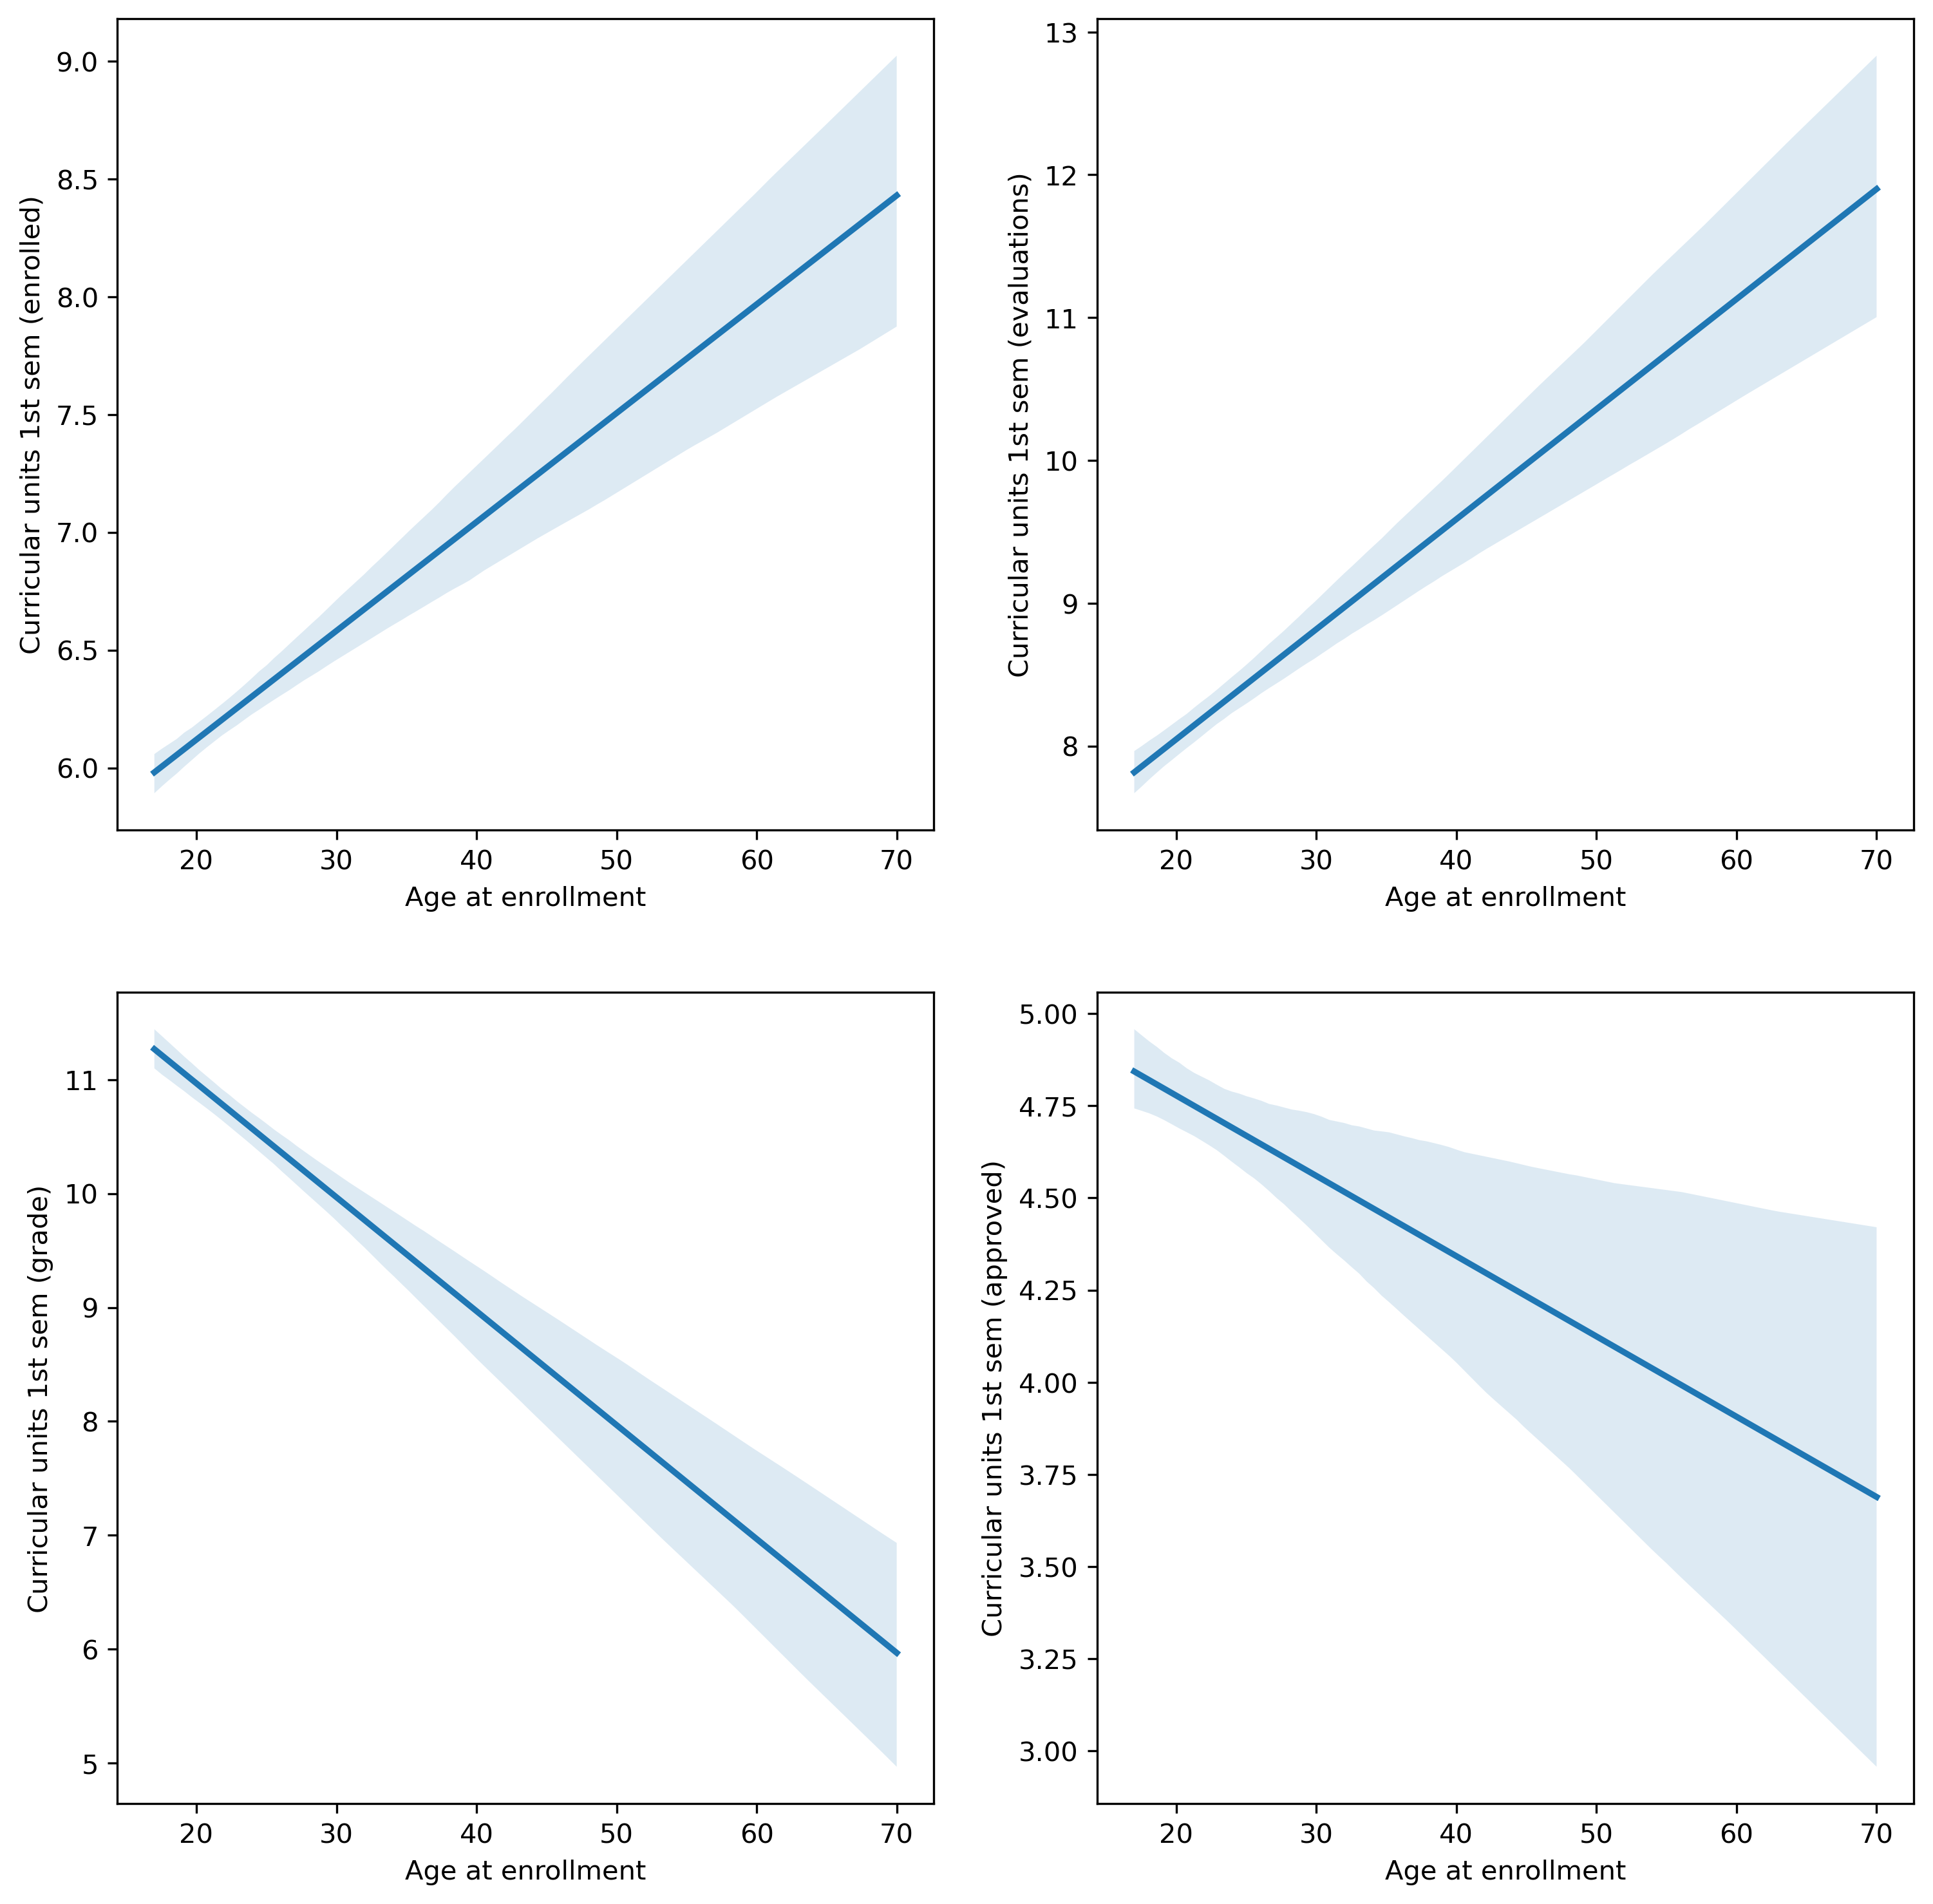 Curricular units 1st sem (enrolled)
9.0
8.5
8.0
7.5
7.0
6.5
6.0
20 30 40 50 60 70
Age at enrollment
Curricular units 1st sem (evaluations)
13
12
11
10
9
8
20 30 40 50 60 70
Age at enrollment
Curricular units 1st sem (grade)
11
10
9
8
7
6
5
20 30 40 50 60 70
Age at enrollment
Curricular units 1st sem (approved)
5.00
4.75
4.50
4.25
4.00
3.75
3.50
3.25
3.00
20 30 40 50 60 70
Age at enrollment